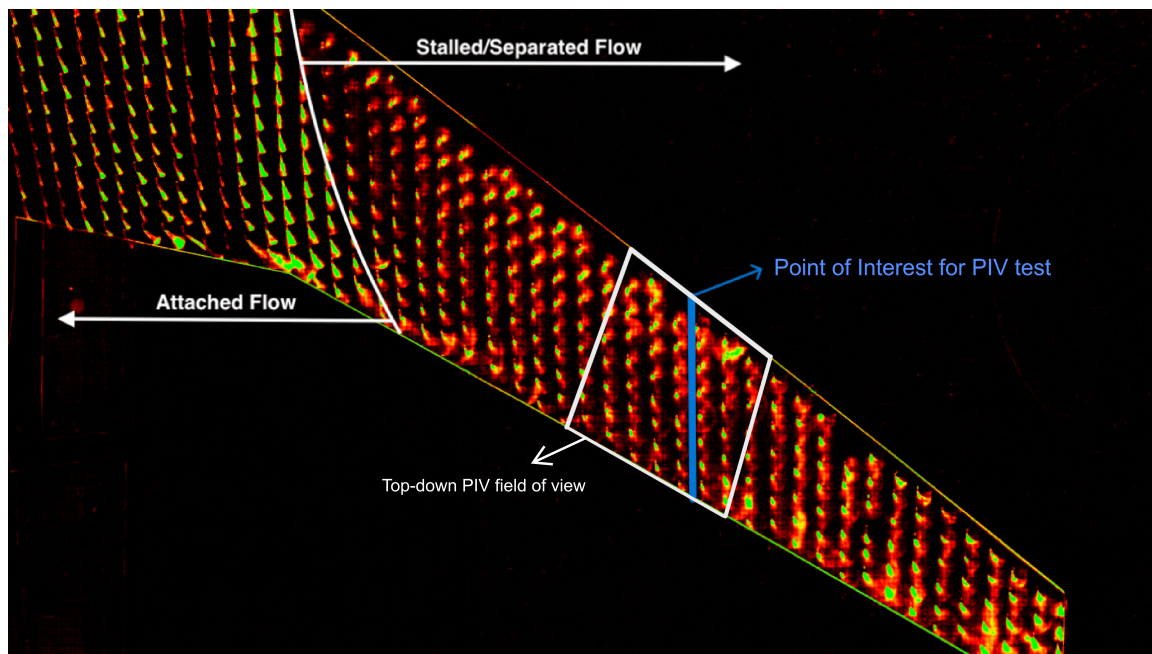 Stalled/Separated Flow
Point of Interest for PIV test
Attached Flow
Top-down PIV field of view